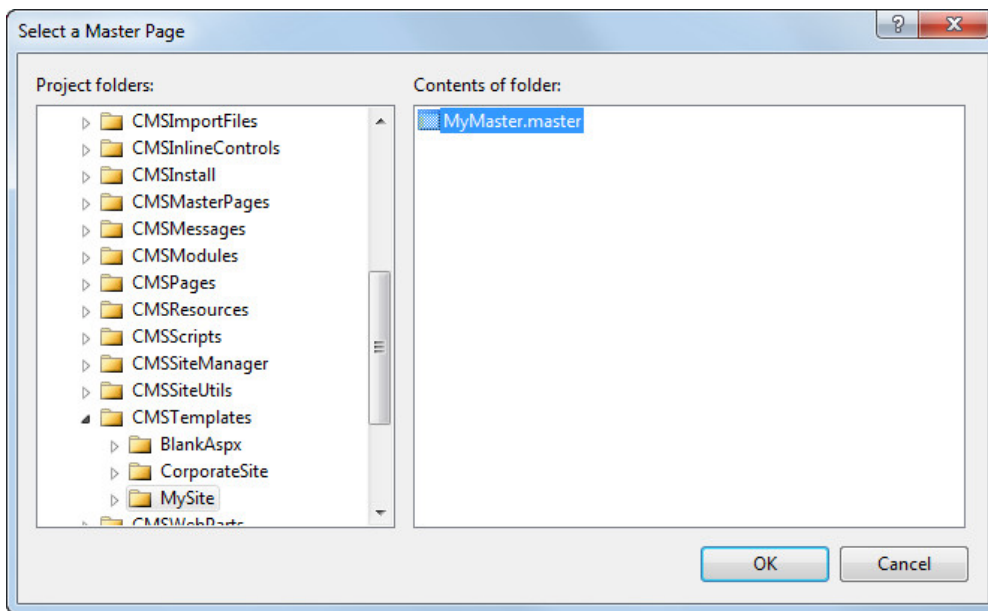 Select a Master Page
Project folders:
Contents of folder:
CMSImportFiles
CMSInlineControls
CMSInstall
CMSMasterPages
CMSMessages
CMSModules
CMSPages
CMSResources
CMSScripts
CMSSiteManager
CMSSiteUtils
CMSTemplates
BlankAspx
CorporateSite
MySite
CMSWebParts
MyMaster.master
OK
Cancel